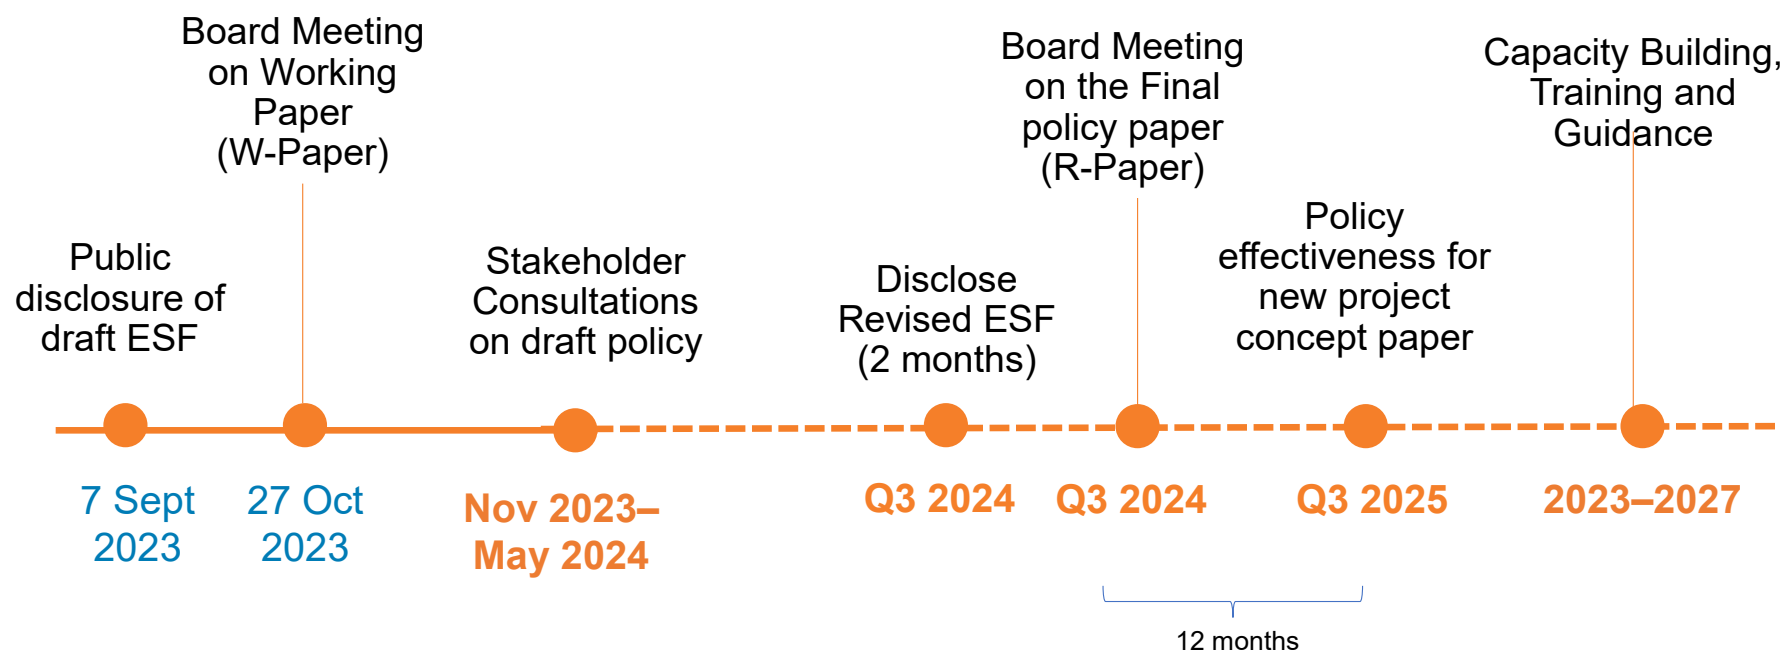 Public
disclosure of
draft ESF
7 Sept
2023
Board Meeting
on Working
Paper
(W-Paper)
27 Oct
2023
Stakeholder
Consultations
on draft policy
Nov 2023–
May 2024
Disclose
Revised ESF
(2 months)
Q3 2024
Board Meeting
on the Final
policy paper
(R-Paper)
Q3 2024
Policy
effectiveness for
new project
concept paper
Q3 2025
Capacity Building,
Training and
Guidance
2023–2027
12 months